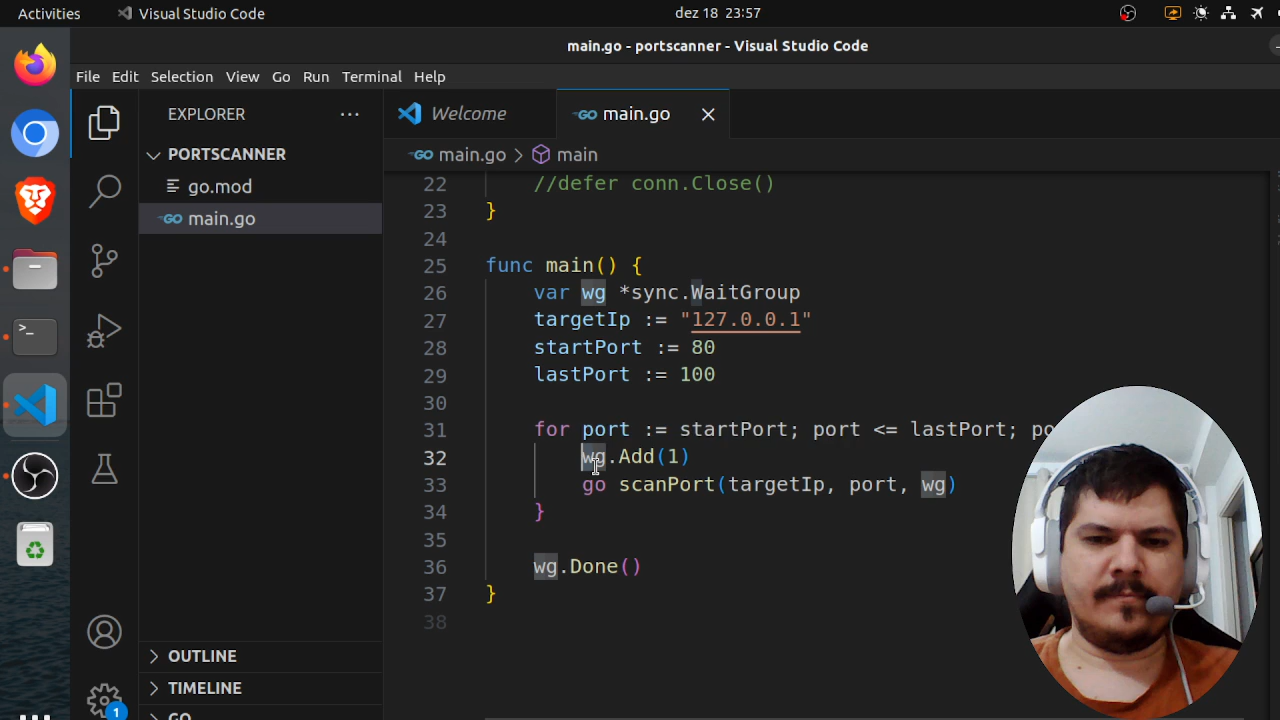 Activities
Visual Studio Code
dez 18 23:57
main.go - portscanner - Visual Studio Code
File Edit Selection View Go Run Terminal Help
EXPLORER
PORTSCANNER
go.mod
GO main.go
Welcome
GO main.go
GO main.go > main
22 //defer conn.Close()
23 }
24
25 func main() {
26 var wg *sync.WaitGroup
27 targetIp := "127.0.0.1"
28 startPort := 80
29 lastPort := 100
30
31 for port := startPort; port <= lastPort; po
32 wg.Add(1)
33 go scanPort(targetIp, port, wg)
34 }
35
36 wg.Done()
37 }
38
OUTLINE
TIMELINE
GO
1